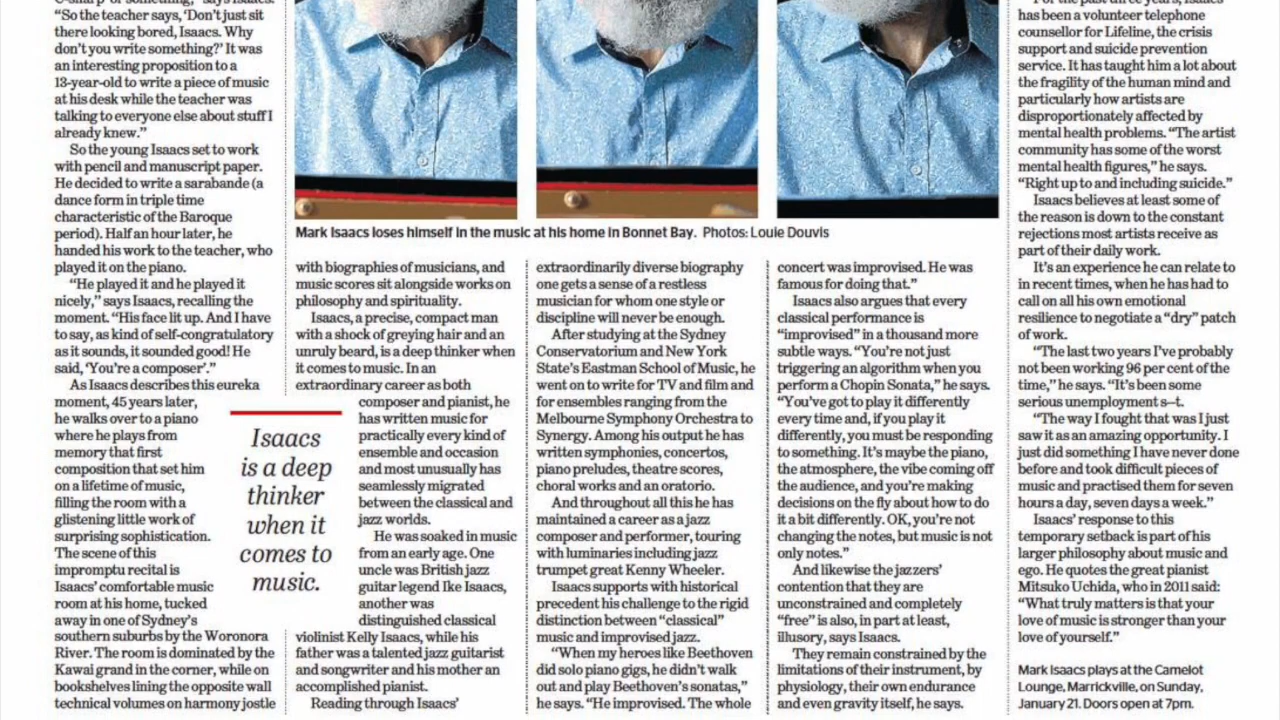 C-sharp' or something," says Isaacs.
"So the teacher says, 'Don't just sit
there looking bored, Isaacs. Why
don't you write something?' It was
an interesting proposition to a
13-year-old to write a piece of music
at his desk while the teacher was
talking to everyone else about stuff I
already knew."
So the young Isaacs set to work
with pencil and manuscript paper.
He decided to write a sarabande (a
dance form in triple time
characteristic of the Baroque
period). Half an hour later, he
handed his work to the teacher, who
played it on the piano.
"He played it and he played it
nicely," says Isaacs, recalling the
moment. "His face lit up. And I have
to say, as kind of self-congratulatory
as it sounds, it sounded good! He
said, 'You're a composer'."
As Isaacs describes this eureka
moment, 45 years later,
he walks over to a piano
where he plays from
memory that first
composition that set him
on a lifetime of music,
filling the room with a
glistening little work of
surprising sophistication.
The scene of this
impromptu recital is
Isaacs' comfortable music
room at his home, tucked
away in one of Sydney's
southern suburbs by the Woronora
River. The room is dominated by the
Kawai grand in the corner, while on
bookshelves lining the opposite wall
technical volumes on harmony jostle
Mark Isaacs loses himself in the music at his home in Bonnet Bay. Photos: Louie Douvis
with biographies of musicians, and
music scores sit alongside works on
philosophy and spirituality.
Isaacs, a precise, compact man
with a shock of greying hair and an
unruly beard, is a deep thinker when
it comes to music. In an
extraordinary career as both
composer and pianist, he
has written music for
practically every kind of
ensemble and occasion
and most unusually has
seamlessly migrated
between the classical and
jazz worlds.
He was soaked in music
from an early age. One
uncle was British jazz
guitar legend Ike Isaacs,
another was
distinguished classical
violinist Kelly Isaacs, while his
father was a talented jazz guitarist
and songwriter and his mother an
accomplished pianist.
Reading through Isaacs'
Isaacs
is a deep
thinker
when it
comes to
music.
extraordinarily diverse biography
one gets a sense of a restless
musician for whom one style or
discipline will never be enough.
After studying at the Sydney
Conservatorium and New York
State's Eastman School of Music, he
went on to write for TV and film and
for ensembles ranging from the
Melbourne Symphony Orchestra to
Synergy. Among his output he has
written symphonies, concertos,
piano preludes, theatre scores,
choral works and an oratorio.
And throughout all this he has
maintained a career as a jazz
composer and performer, touring
with luminaries including jazz
trumpet great Kenny Wheeler.
Isaacs supports with historical
precedent his challenge to the rigid
distinction between "classical"
music and improvised jazz.
"When my heroes like Beethoven
did solo piano gigs, he didn't walk
out and play Beethoven's sonatas,"
he says. "He improvised. The whole
concert was improvised. He was
famous for doing that."
Isaacs also argues that every
classical performance is
"improvised" in a thousand more
subtle ways. "You're not just
triggering an algorithm when you
perform a Chopin Sonata," he says.
"You've got to play it differently
every time and, if you play it
differently, you must be responding
to something. It's maybe the piano,
the atmosphere, the vibe coming off
the audience, and you're making
decisions on the fly about how to do
it a bit differently. OK, you're not
changing the notes, but music is not
only notes."
And likewise the jazzers'
contention that they are
unconstrained and completely
"free" is also, in part at least,
illusory, says Isaacs.
They remain constrained by the
limitations of their instrument, by
physiology, their own endurance
and even gravity itself, he says.
For the past three years, Isaacs
has been a volunteer telephone
counsellor for Lifeline, the crisis
support and suicide prevention
service. It has taught him a lot about
the fragility of the human mind and
particularly how artists are
disproportionately affected by
mental health problems. "The artist
community has some of the worst
mental health figures," he says.
"Right up to and including suicide."
Isaacs believes at least some of
the reason is down to the constant
rejections most artists receive as
part of their daily work.
It's an experience he can relate to
in recent times, when he has had to
call on all his own emotional
resilience to negotiate a "dry" patch
of work.
"The last two years I've probably
not been working 96 per cent of the
time," he says. "It's been some
serious unemployment s--t.
"The way I fought that was I just
saw it as an amazing opportunity. I
just did something I have never done
before and took difficult pieces of
music and practised them for seven
hours a day, seven days a week."
Isaacs' response to this
temporary setback is part of his
larger philosophy about music and
ego. He quotes the great pianist
Mitsuko Uchida, who in 2011 said:
"What truly matters is that your
love of music is stronger than your
love of yourself."
Mark Isaacs plays at the Camelot
Lounge, Marrickville, on Sunday,
January 21. Doors open at 7pm.